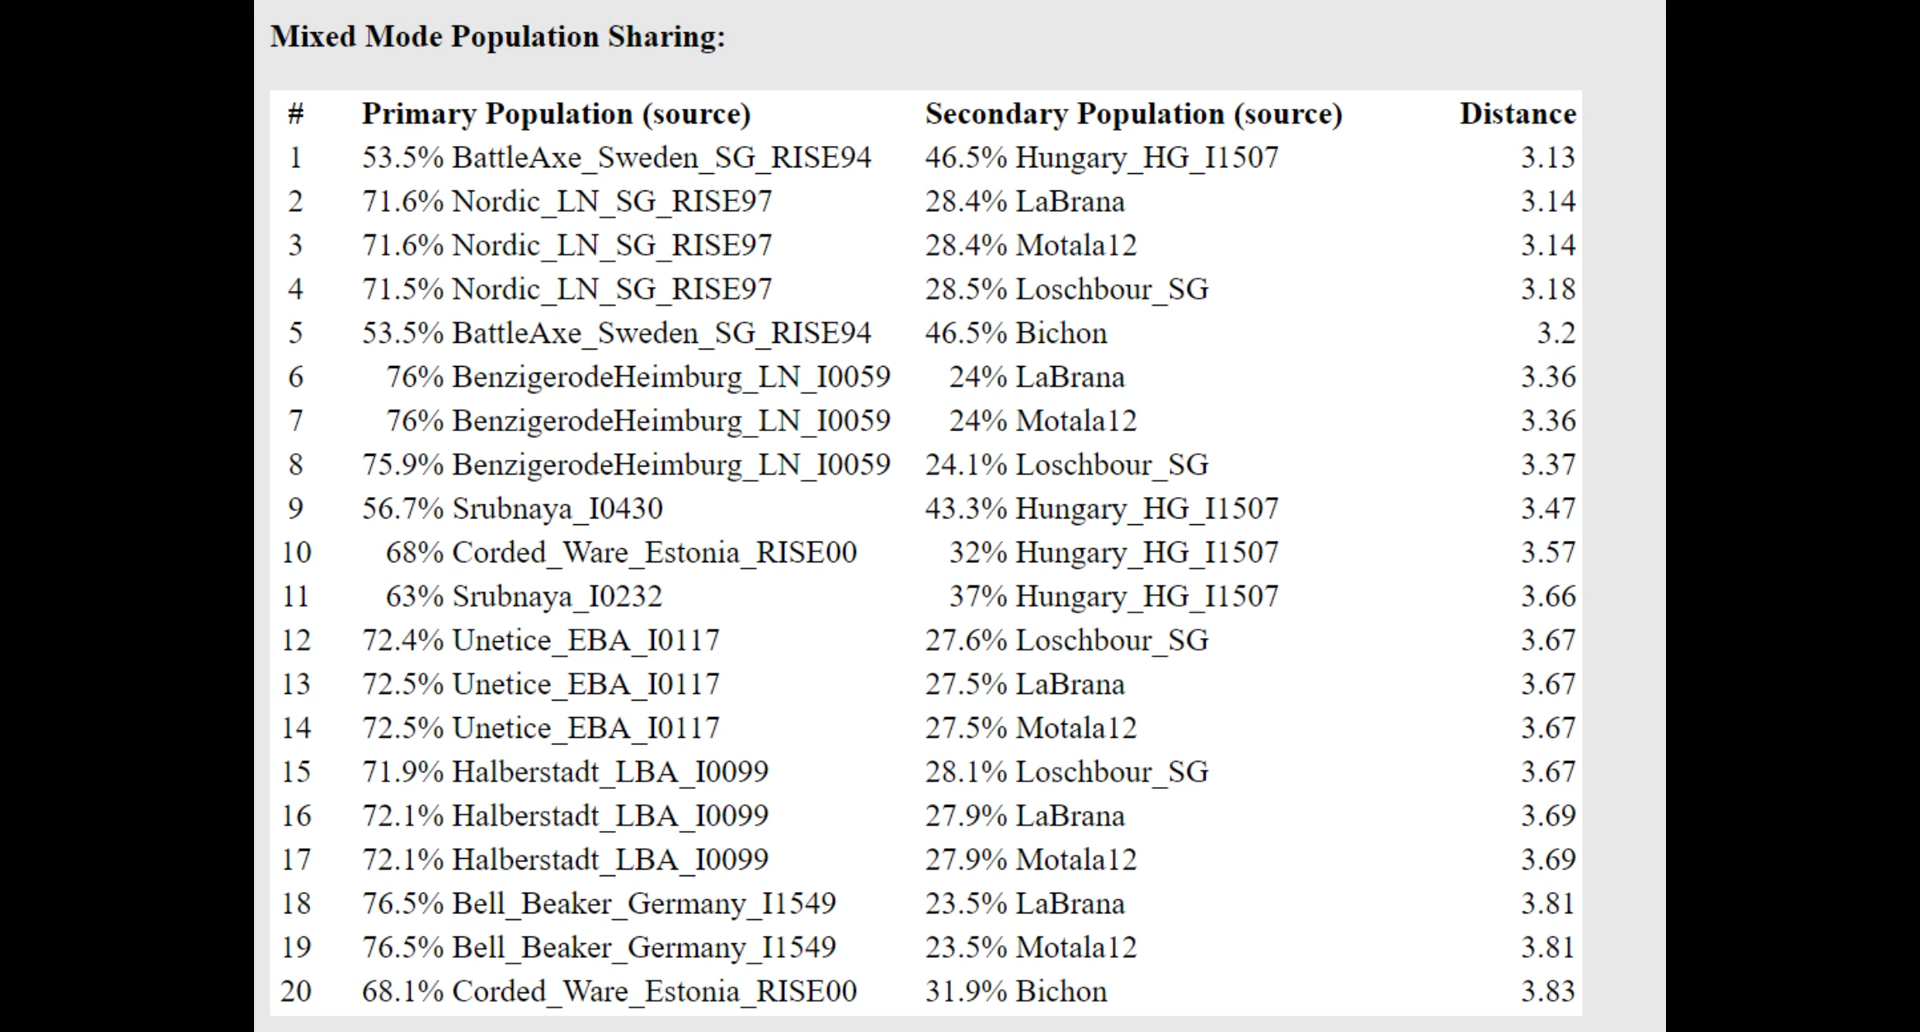 Mixed Mode Population Sharing:
# Primary Population (source) Secondary Population (source) Distance
1 53.5% BattleAxe_Sweden_SG_RISE94 46.5% Hungary_HG_I1507 3.13
2 71.6% Nordic_LN_SG_RISE97 28.4% LaBrana 3.14
3 71.6% Nordic_LN_SG_RISE97 28.4% Motala12 3.14
4 71.5% Nordic_LN_SG_RISE97 28.5% Loschbour_SG 3.18
5 53.5% BattleAxe_Sweden_SG_RISE94 46.5% Bichon 3.2
6 76% BenzigerodeHeimburg_LN_I0059 24% LaBrana 3.36
7 76% BenzigerodeHeimburg_LN_I0059 24% Motala12 3.36
8 75.9% BenzigerodeHeimburg_LN_I0059 24.1% Loschbour_SG 3.37
9 56.7% Srubnaya_I0430 43.3% Hungary_HG_I1507 3.47
10 68% Corded_Ware_Estonia_RISE00 32% Hungary_HG_I1507 3.57
11 63% Srubnaya_I0232 37% Hungary_HG_I1507 3.66
12 72.4% Unetice_EBA_I0117 27.6% Loschbour_SG 3.67
13 72.5% Unetice_EBA_I0117 27.5% LaBrana 3.67
14 72.5% Unetice_EBA_I0117 27.5% Motala12 3.67
15 71.9% Halberstadt_LBA_I0099 28.1% Loschbour_SG 3.67
16 72.1% Halberstadt_LBA_I0099 27.9% LaBrana 3.69
17 72.1% Halberstadt_LBA_I0099 27.9% Motala12 3.69
18 76.5% Bell_Beaker_Germany_I1549 23.5% LaBrana 3.81
19 76.5% Bell_Beaker_Germany_I1549 23.5% Motala12 3.81
20 68.1% Corded_Ware_Estonia_RISE00 31.9% Bichon 3.83